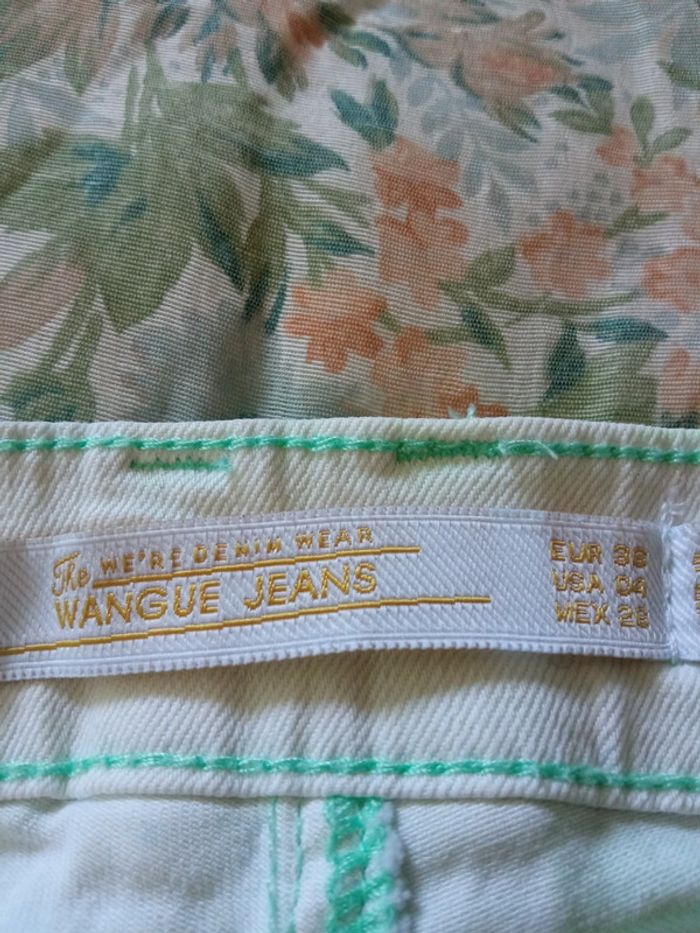 The WE'RE DENIM WEAR
WANGUE JEANS
EUR 36
USA 04
MEX 26